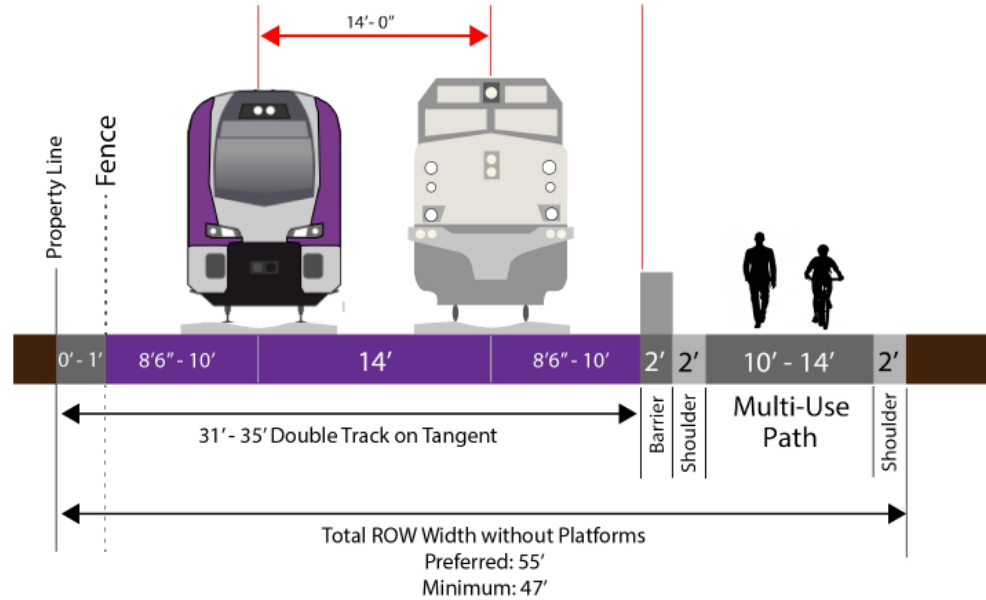 14'- 0"
Property Line
Fence
0' - 1'
8'6" - 10'
14'
8'6" - 10'
2'
2'
10' - 14'
2'
31' - 35' Double Track on Tangent
Barrier
Shoulder
Multi-Use
Path
Shoulder
Total ROW Width without Platforms
Preferred: 55'
Minimum: 47'